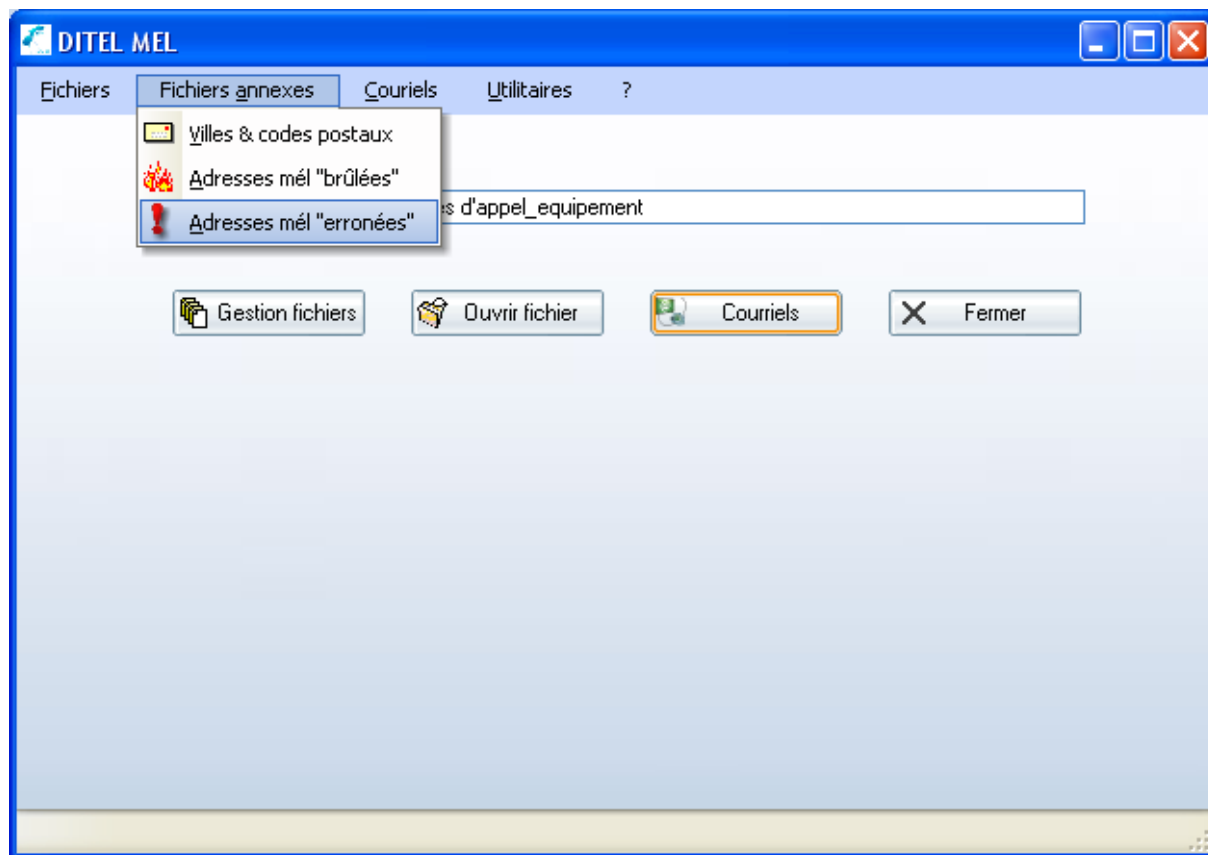 DITEL MEL
Fichiers Fichiers annexes Couriels Utilitaires ?
Villes & codes postaux
Adresses mél "brûlées"
d'appel_equipement
Adresses mél "erronées"
Gestion fichiers Ouvrir fichier Courriels Fermer